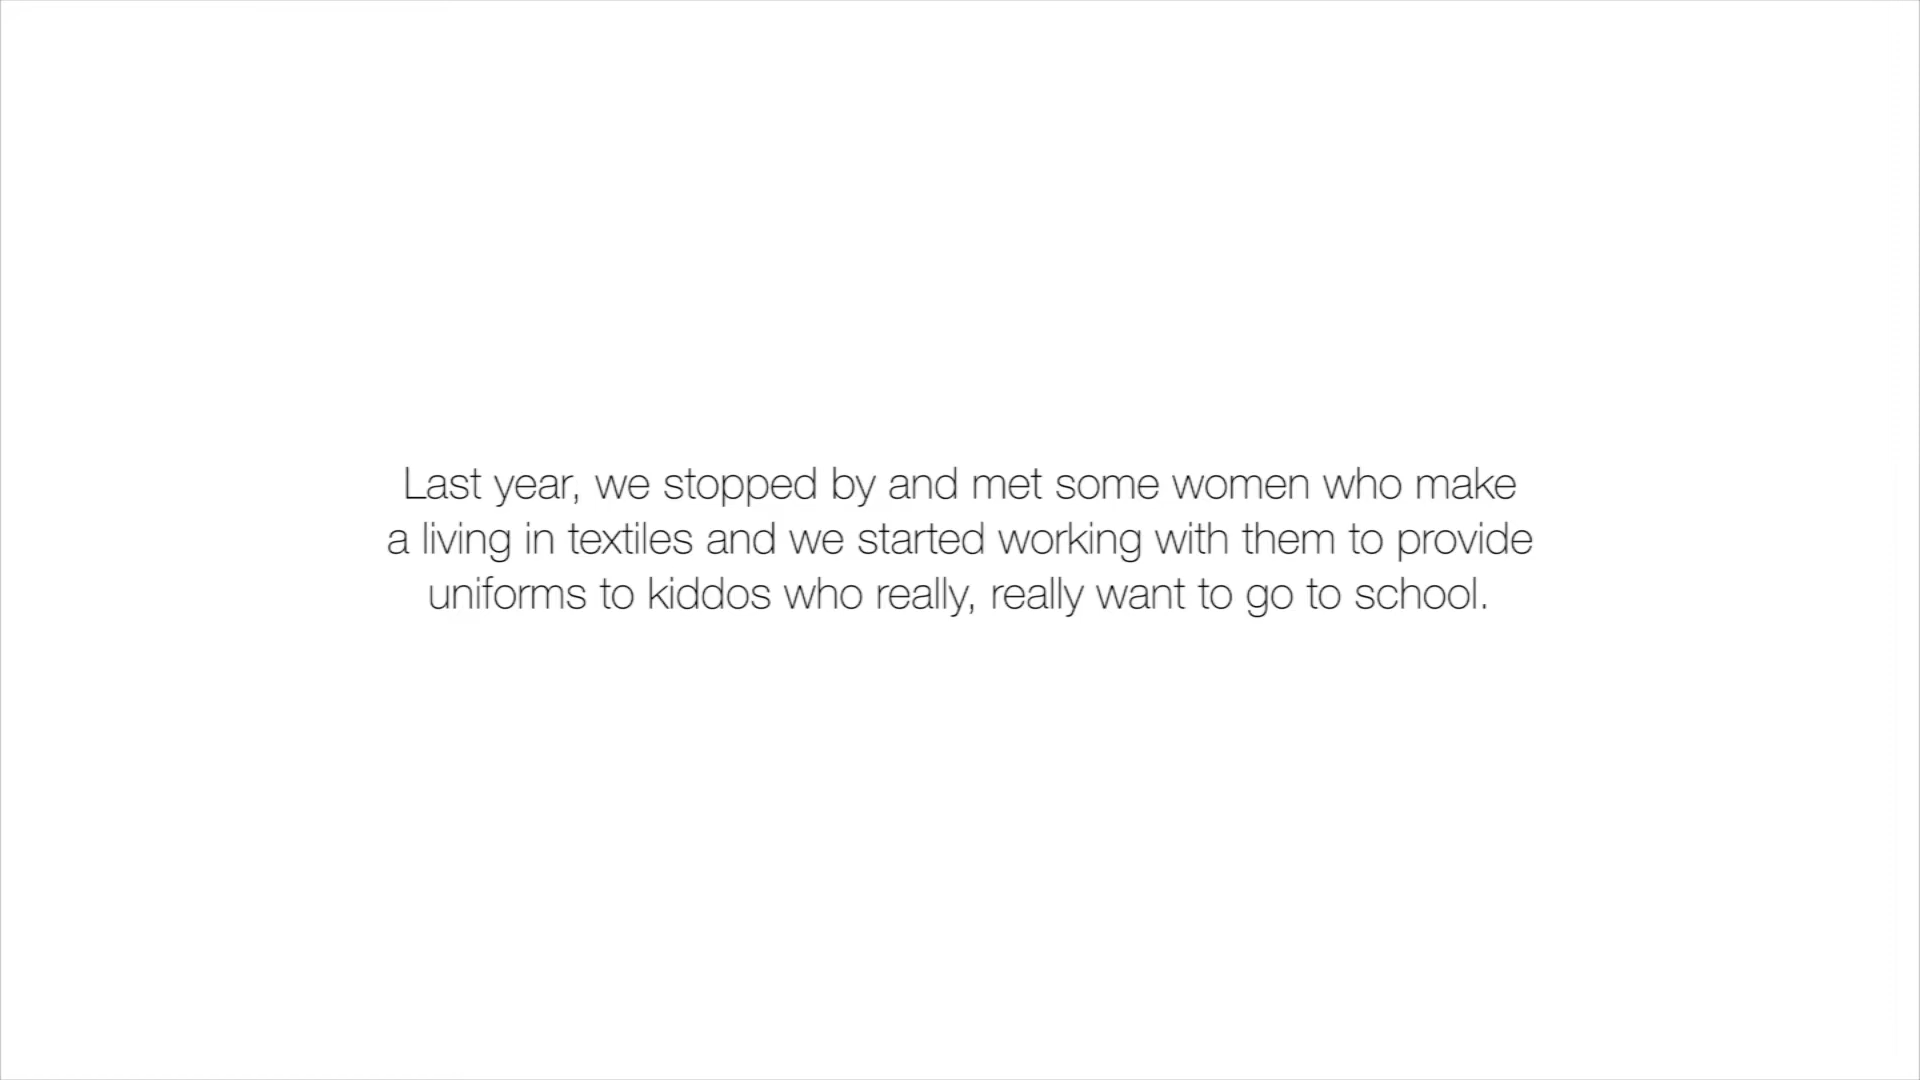 Last year, we stopped by and met some women who make
a living in textiles and we started working with them to provide
uniforms to kiddos who really, really want to go to school.